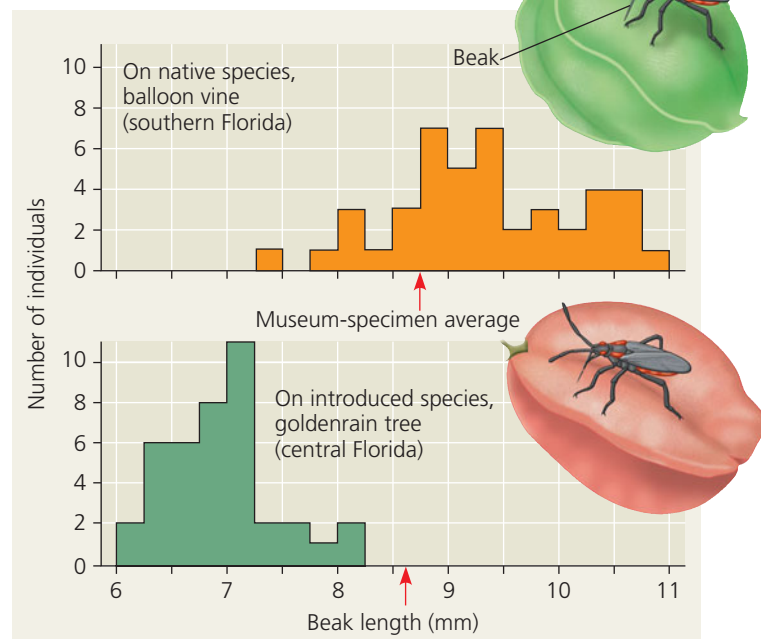 Beak
On native species,
balloon vine
(southern Florida)
10
8
6
4
2
0
Number of individuals
Museum-specimen average
On introduced species,
goldenrain tree
(central Florida)
10
8
6
4
2
0
6 7 8 9 10 11
Beak length (mm)